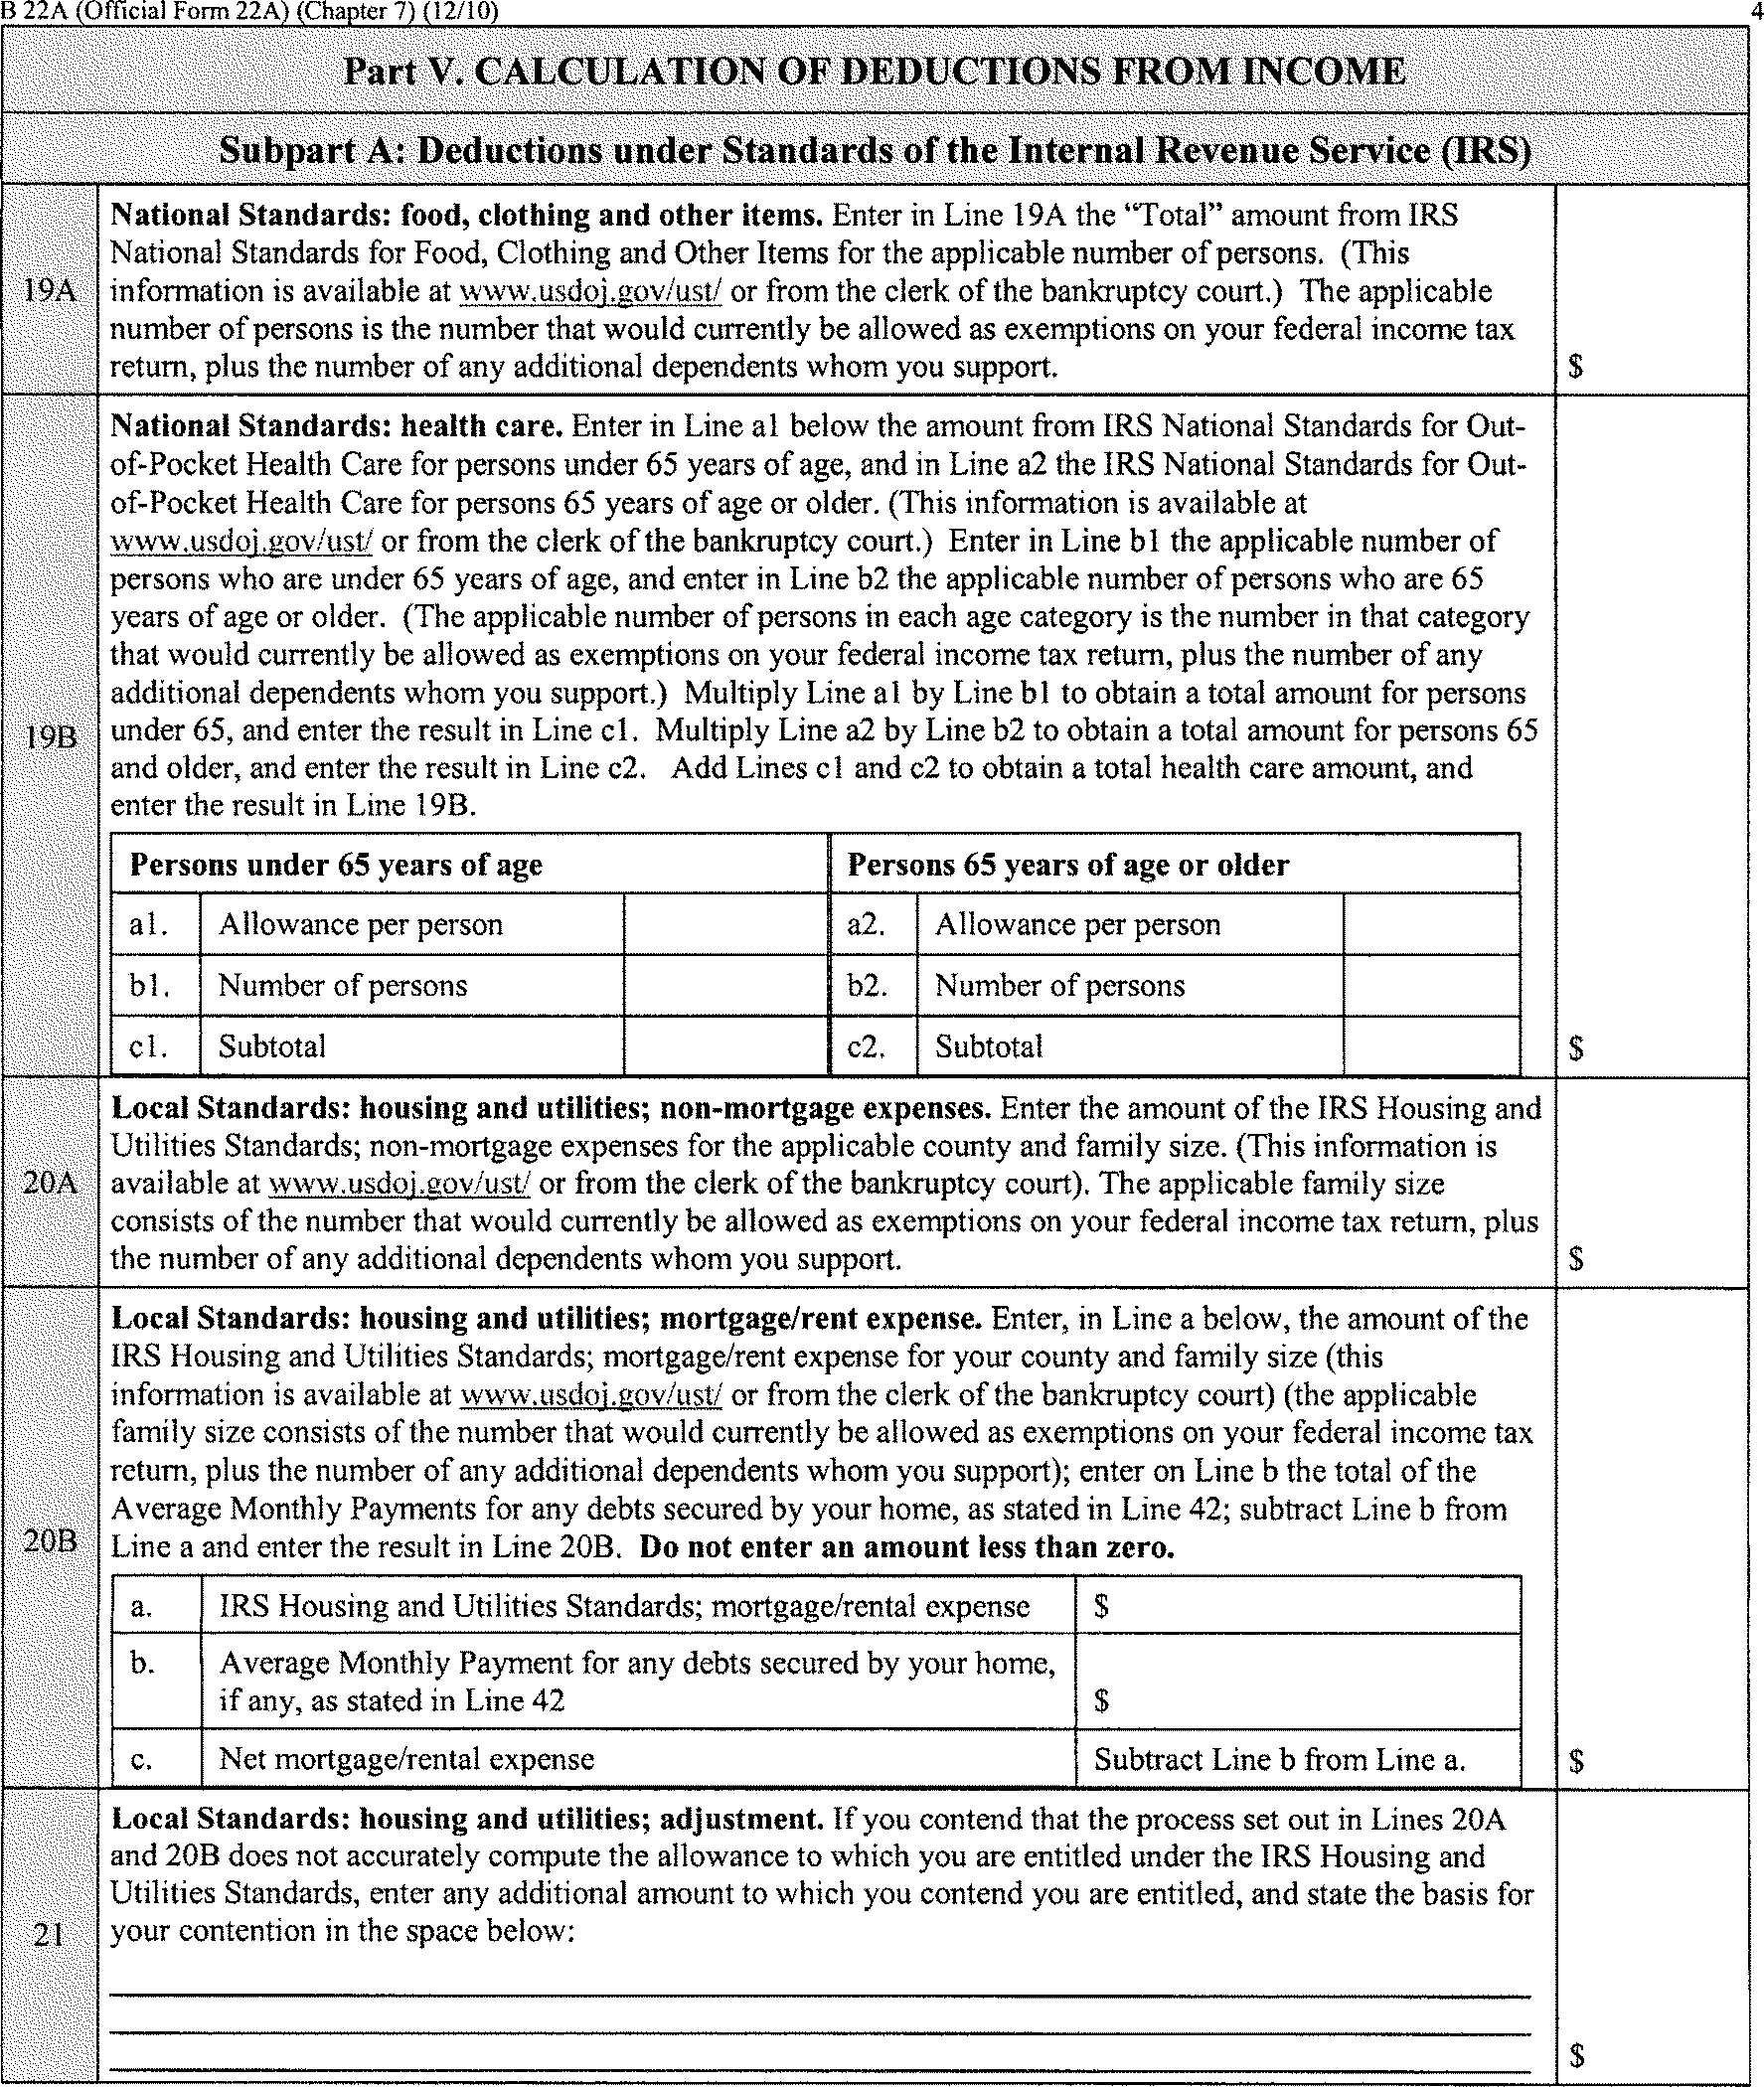 B 22A (Official Form 22A) (Chapter 7) (12/10) 4
Part V. CALCULATION OF DEDUCTIONS FROM INCOME
Subpart A: Deductions under Standards of the Internal Revenue Service (IRS)
National Standards: food, clothing and other items. Enter in Line 19A the “Total” amount from IRS
National Standards for Food, Clothing and Other Items for the applicable number of persons. (This
19A information is available at www.usdoj.gov/ust/ or from the clerk of the bankruptcy court.) The applicable
number of persons is the number that would currently be allowed as exemptions on your federal income tax
return, plus the number of any additional dependents whom you support. $
National Standards: health care. Enter in Line a1 below the amount from IRS National Standards for Out-
of-Pocket Health Care for persons under 65 years of age, and in Line a2 the IRS National Standards for Out-
of-Pocket Health Care for persons 65 years of age or older. (This information is available at
www.usdoj.gov/ust/ or from the clerk of the bankruptcy court.) Enter in Line b1 the applicable number of
persons who are under 65 years of age, and enter in Line b2 the applicable number of persons who are 65
years of age or older. (The applicable number of persons in each age category is the number in that category
that would currently be allowed as exemptions on your federal income tax return, plus the number of any
additional dependents whom you support.) Multiply Line a1 by Line b1 to obtain a total amount for persons
19B under 65, and enter the result in Line c1. Multiply Line a2 by Line b2 to obtain a total amount for persons 65
and older, and enter the result in Line c2. Add Lines c1 and c2 to obtain a total health care amount, and
enter the result in Line 19B.
Persons under 65 years of age Persons 65 years of age or older
a1. Allowance per person a2. Allowance per person
b1. Number of persons b2. Number of persons
c1. Subtotal c2. Subtotal $
Local Standards: housing and utilities; non-mortgage expenses. Enter the amount of the IRS Housing and
Utilities Standards; non-mortgage expenses for the applicable county and family size. (This information is
20A available at www.usdoj.gov/ust/ or from the clerk of the bankruptcy court). The applicable family size
consists of the number that would currently be allowed as exemptions on your federal income tax return, plus
the number of any additional dependents whom you support. $
Local Standards: housing and utilities; mortgage/rent expense. Enter, in Line a below, the amount of the
IRS Housing and Utilities Standards; mortgage/rent expense for your county and family size (this
information is available at www.usdoj.gov/ust/ or from the clerk of the bankruptcy court) (the applicable
family size consists of the number that would currently be allowed as exemptions on your federal income tax
return, plus the number of any additional dependents whom you support); enter on Line b the total of the
Average Monthly Payments for any debts secured by your home, as stated in Line 42; subtract Line b from
20B Line a and enter the result in Line 20B. Do not enter an amount less than zero.
a. IRS Housing and Utilities Standards; mortgage/rental expense $
b. Average Monthly Payment for any debts secured by your home,
if any, as stated in Line 42 $
c. Net mortgage/rental expense Subtract Line b from Line a. $
Local Standards: housing and utilities; adjustment. If you contend that the process set out in Lines 20A
and 20B does not accurately compute the allowance to which you are entitled under the IRS Housing and
Utilities Standards, enter any additional amount to which you contend you are entitled, and state the basis for
21 your contention in the space below:
$